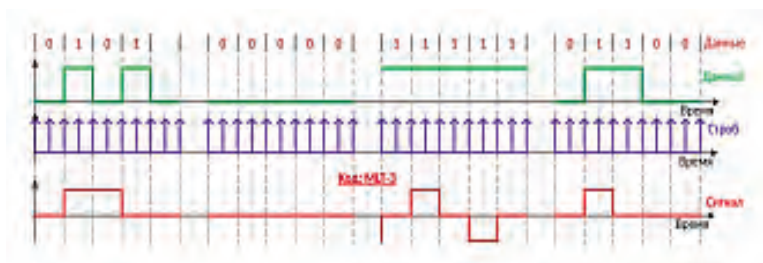 0 1 0 1 0 0 0 0 0 1 1 1 1 1 0 1 1 0 0 Данные
Данные
Время
Строб
Время
Код: MLT-3
Сигнал
Время